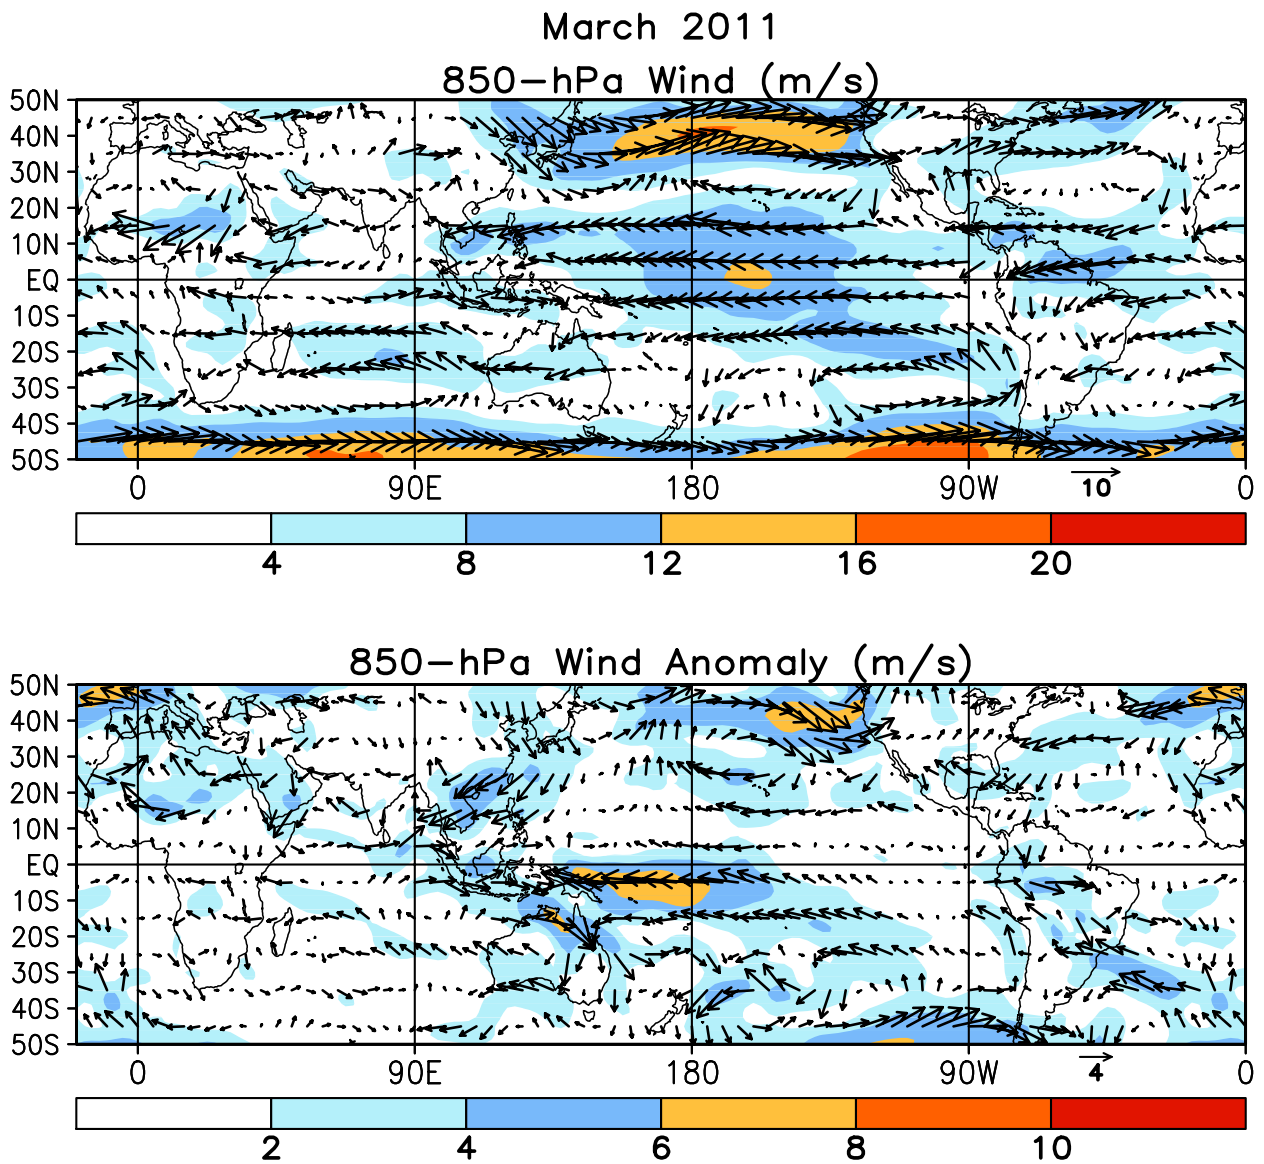 March 2011
850-hPa Wind (m/s)
50N
40N
30N
20N
10N
EQ
10S
20S
30S
40S
50S
0 90E 180 90W 0
10
4 8 12 16 20
850-hPa Wind Anomaly (m/s)
50N
40N
30N
20N
10N
EQ
10S
20S
30S
40S
50S
0 90E 180 90W 0
4
2 4 6 8 10